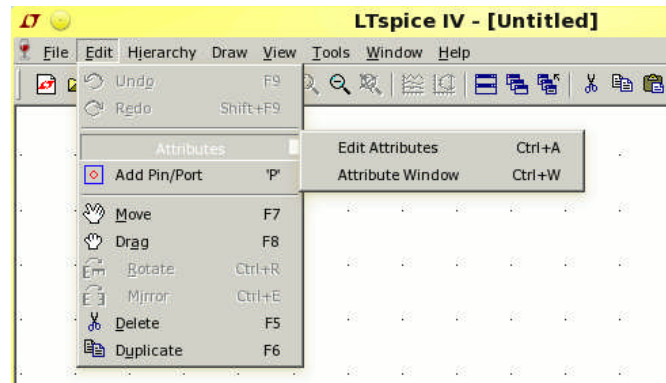 LTspice IV - [Untitled]
File Edit Hierarchy Draw View Tools Window Help
Undo F9
Redo Shift+F9
Attributes
Edit Attributes Ctrl+A
Attribute Window Ctrl+W
Add Pin/Port 'P'
Move F7
Drag F8
Rotate Ctrl+R
Mirror Ctrl+E
Delete F5
Duplicate F6